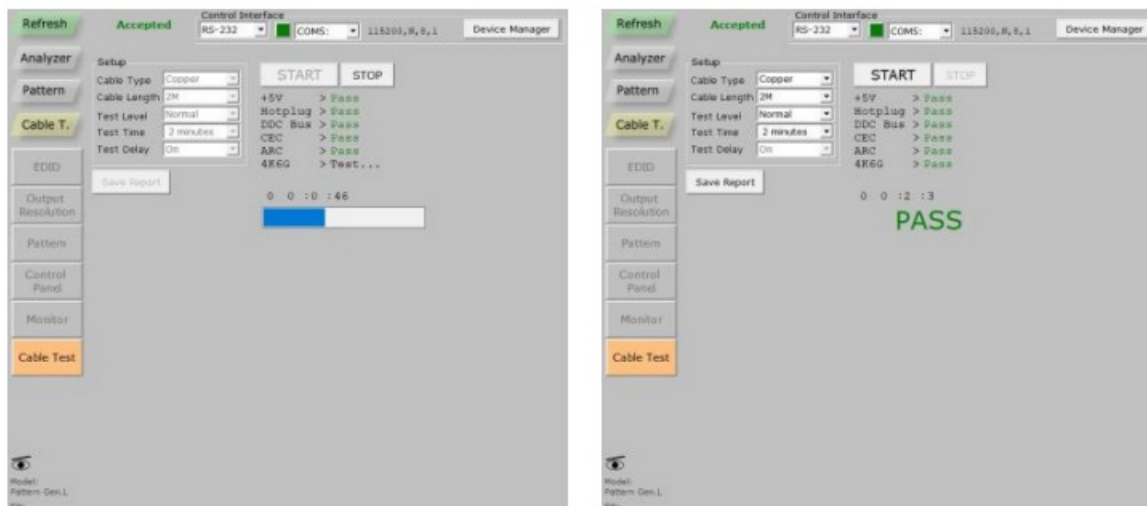 Refresh
Accepted
Control Interface
RS-232
COM5:
115200,N,8,1
Device Manager
Analyzer
Pattern
Cable T.
EDID
Output
Resolution
Pattern
Control
Panel
Monitor
Cable Test
Setup
Cable Type Copper
Cable Length 2M
Test Level Normal
Test Time 2 minutes
Test Delay On
Save Report
START STOP
+5V > Pass
Hotplug > Pass
DDC Bus > Pass
CEC > Pass
ARC > Pass
4K6G > Test...
0 0 :0 :46
Model:
Pattern Gen.L
Refresh
Accepted
Control Interface
RS-232
COM5:
115200,N,8,1
Device Manager
Analyzer
Pattern
Cable T.
EDID
Output
Resolution
Pattern
Control
Panel
Monitor
Cable Test
Setup
Cable Type Copper
Cable Length 2M
Test Level Normal
Test Time 2 minutes
Test Delay On
Save Report
START STOP
+5V > Pass
Hotplug > Pass
DDC Bus > Pass
CEC > Pass
ARC > Pass
4K6G > Pass
0 0 :2 :3
PASS
Model:
Pattern Gen.L